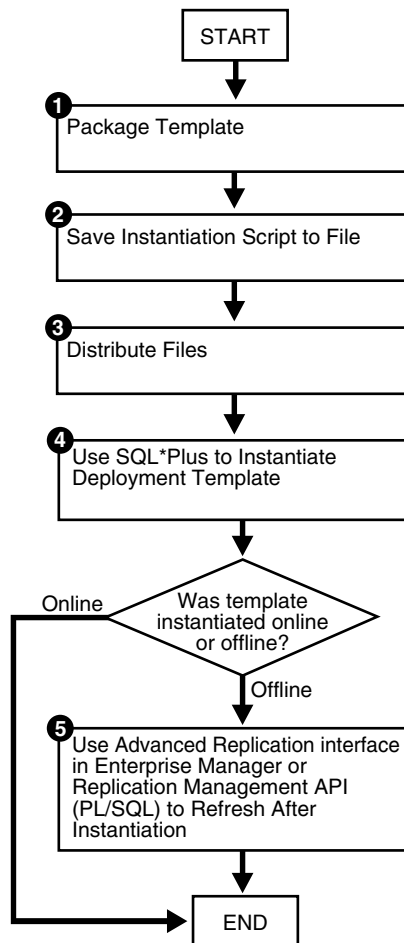 START
1
Package Template
2
Save Instantiation Script to File
3
Distribute Files
4
Use SQL*Plus to Instantiate
Deployment Template
Online
Was template
instantiated online
or offline?
Offline
5
Use Advanced Replication interface
in Enterprise Manager or
Replication Management API
(PL/SQL) to Refresh After
Instantiation
END